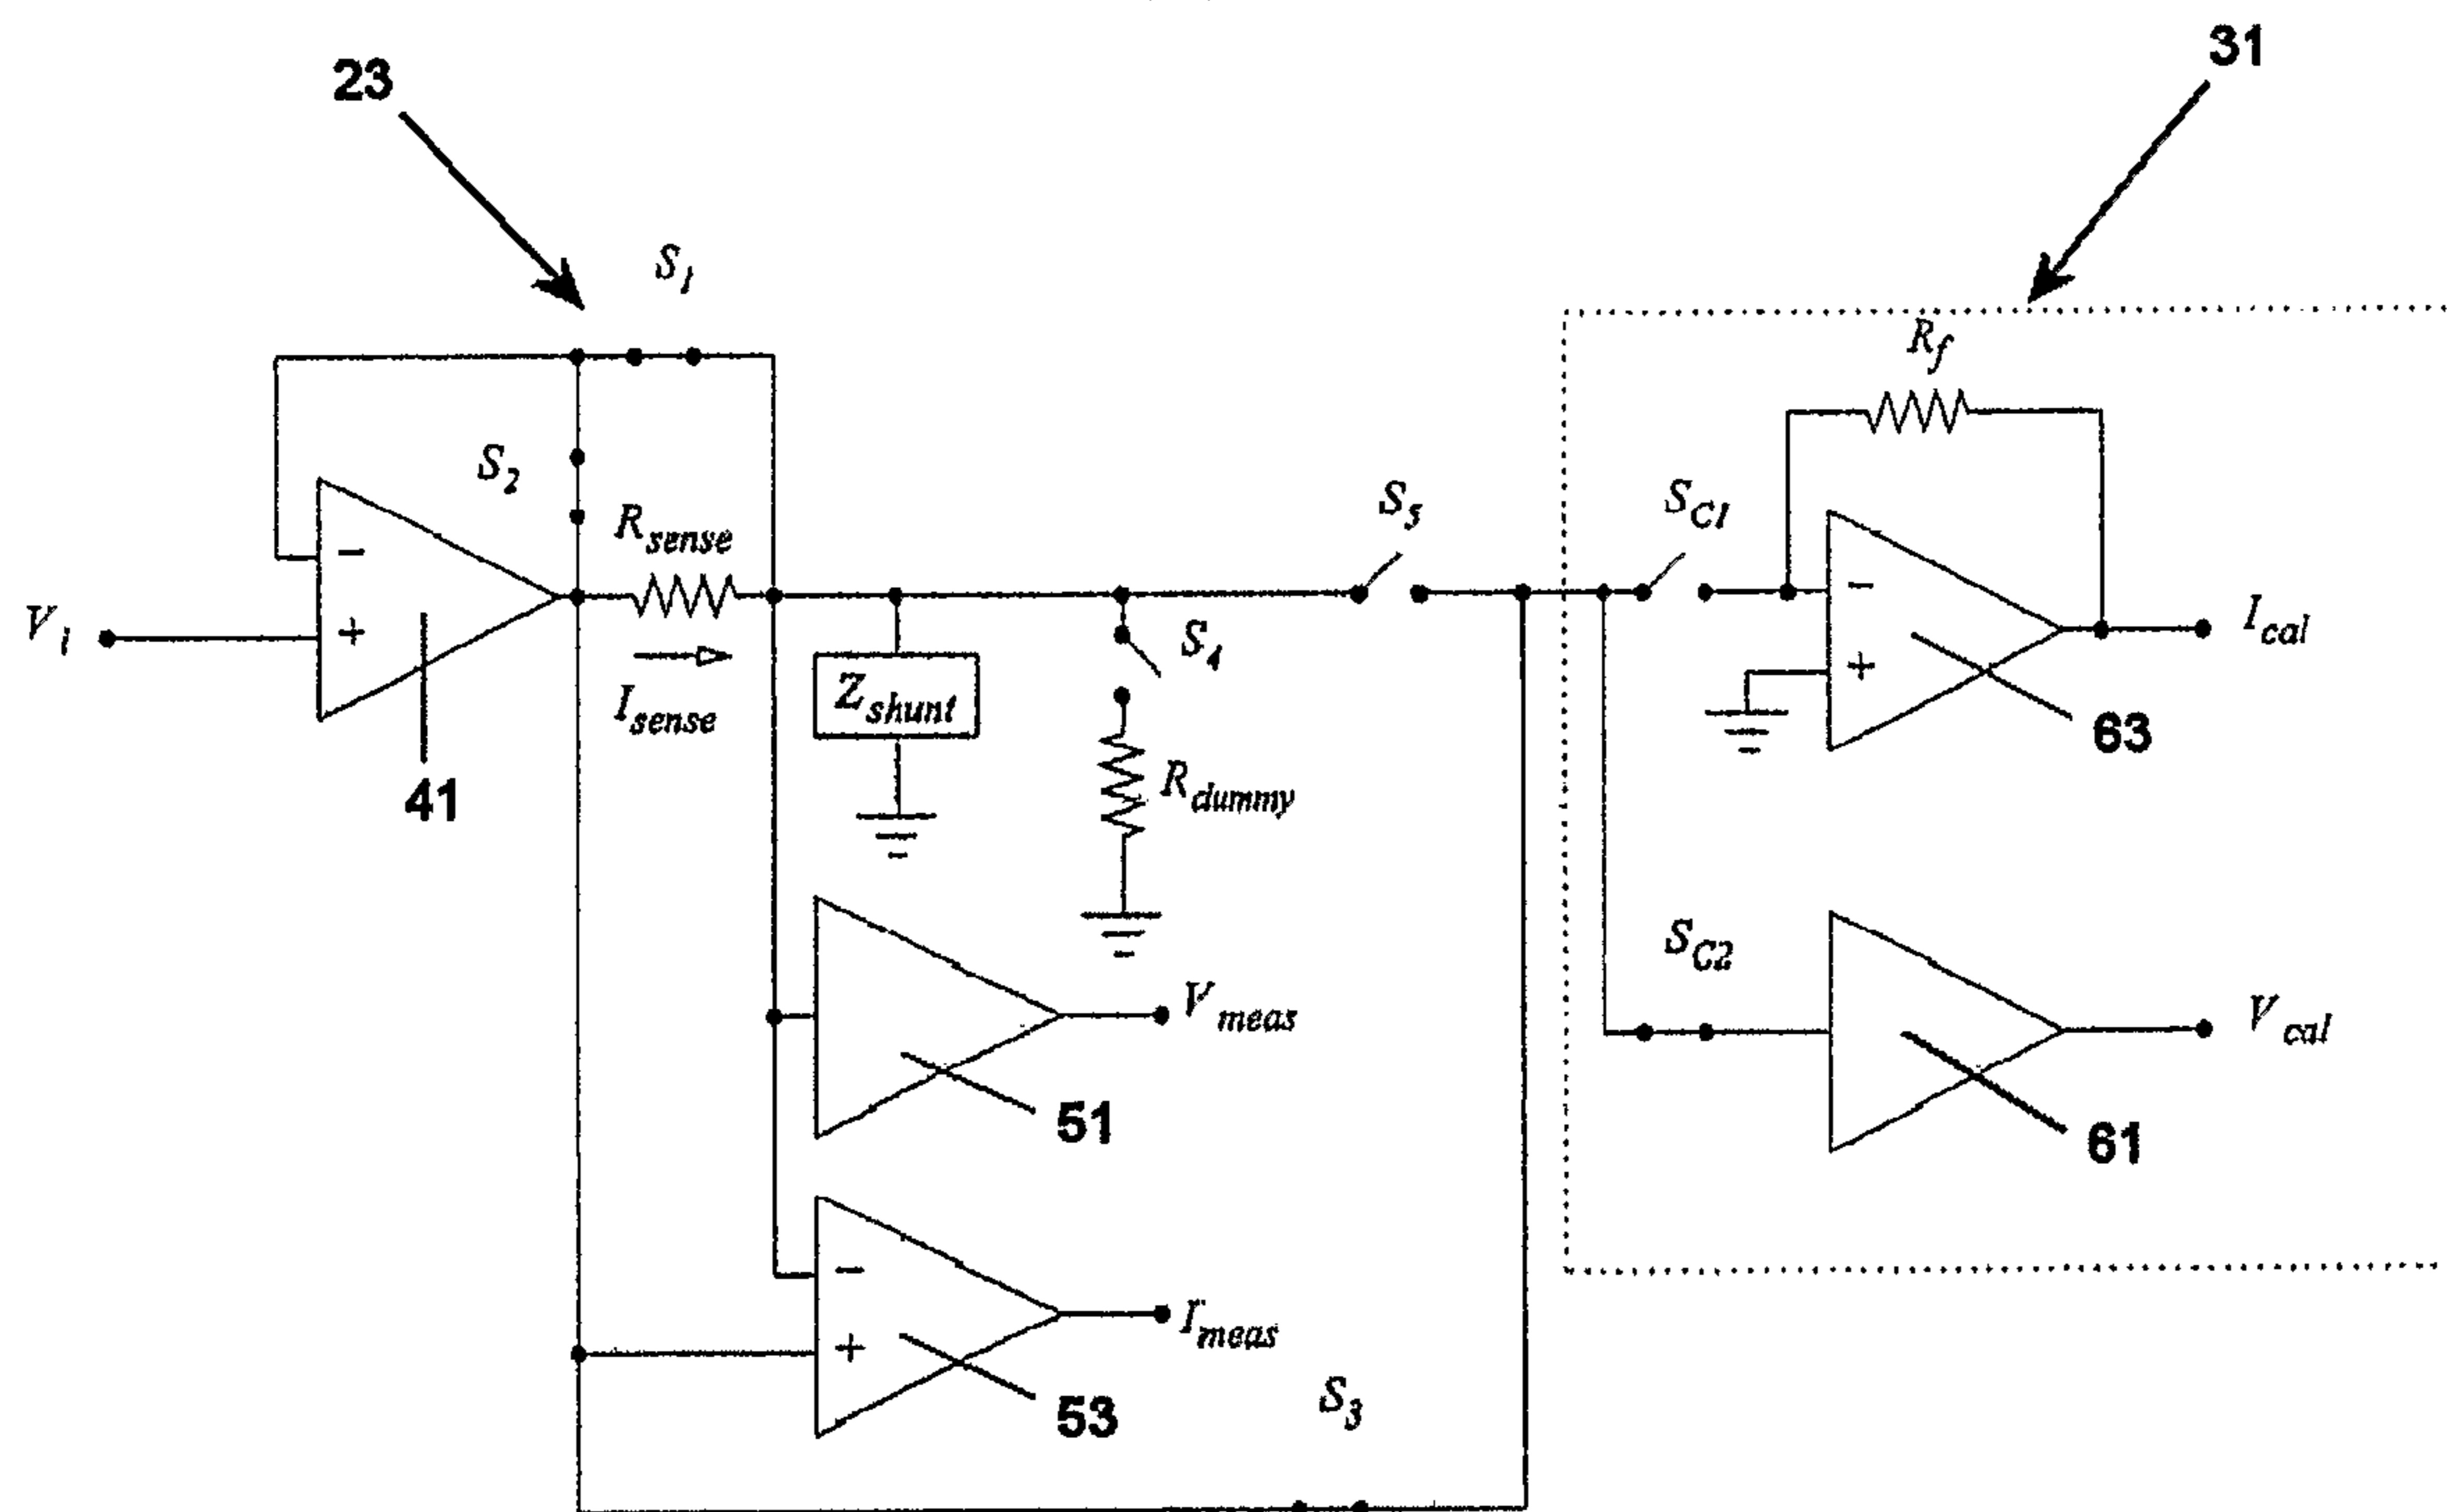 23
31
S1
Rf
S2
Rsense
S5
SC1
Vi
−
+
Isense
Zshunt
S4
Rdummy
−
+
Ical
41
63
Vmeas
SC2
Vcal
51
61
−
+
Imeas
53
S3